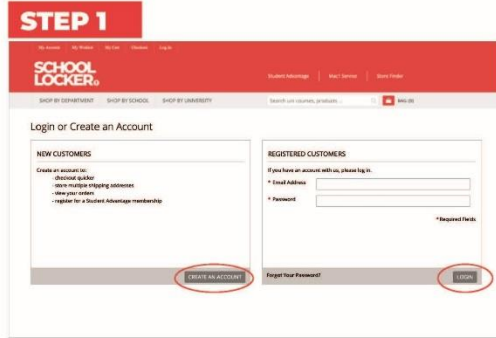 STEP 1
My Account My Wishlist My Cart Checkout Log In
SCHOOL
LOCKER
Student Advantage Store Finder
SHOP BY DEPARTMENT SHOP BY SCHOOL SHOP BY UNIVERSITY
Search uni courses, products ... BAG (0)
Login or Create an Account
NEW CUSTOMERS
Create an account to:
- checkout quicker
- store multiple shipping addresses
- view your orders
- register for a Student Advantage membership
CREATE AN ACCOUNT
REGISTERED CUSTOMERS
If you have an account with us, please log in.
* Email Address
* Password
* Required Fields
Forgot Your Password?
LOGIN